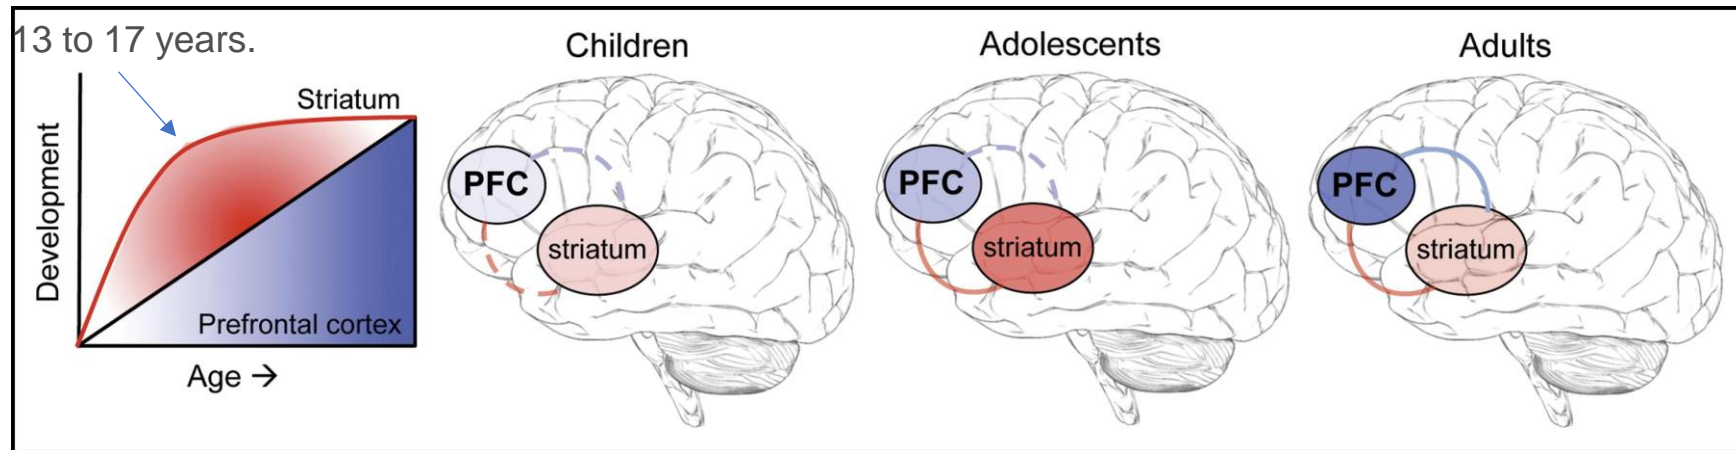 13 to 17 years.
Striatum
Development
Prefrontal cortex
Age →
Children
PFC
striatum
Adolescents
PFC
striatum
Adults
PFC
striatum